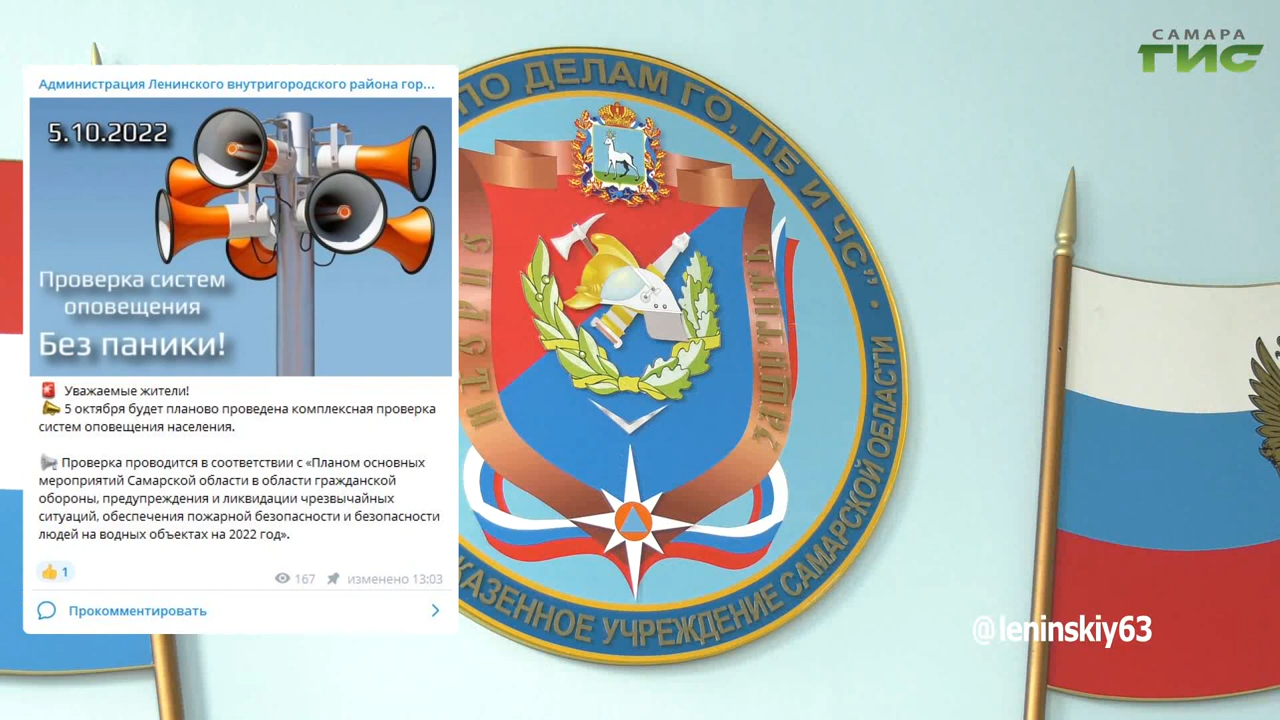 САМАРА
ГИС
Администрация Ленинского внутригородского района гор...
5.10.2022
Проверка систем
оповещения
Без паники!
Уважаемые жители!
5 октября будет планово проведена комплексная проверка
систем оповещения населения.
Проверка проводится в соответствии с «Планом основных
мероприятий Самарской области в области гражданской
обороны, предупреждения и ликвидации чрезвычайных
ситуаций, обеспечения пожарной безопасности и безопасности
людей на водных объектах на 2022 год».
1
167
изменено 13:03
Прокомментировать
ПО ДЕЛАМ ГО, ПБ И ЧС" •
КАЗЕННОЕ УЧРЕЖДЕНИЕ САМАРСКОЙ ОБЛАСТИ
ЗАЩИТИТЬ
@leninskiy63